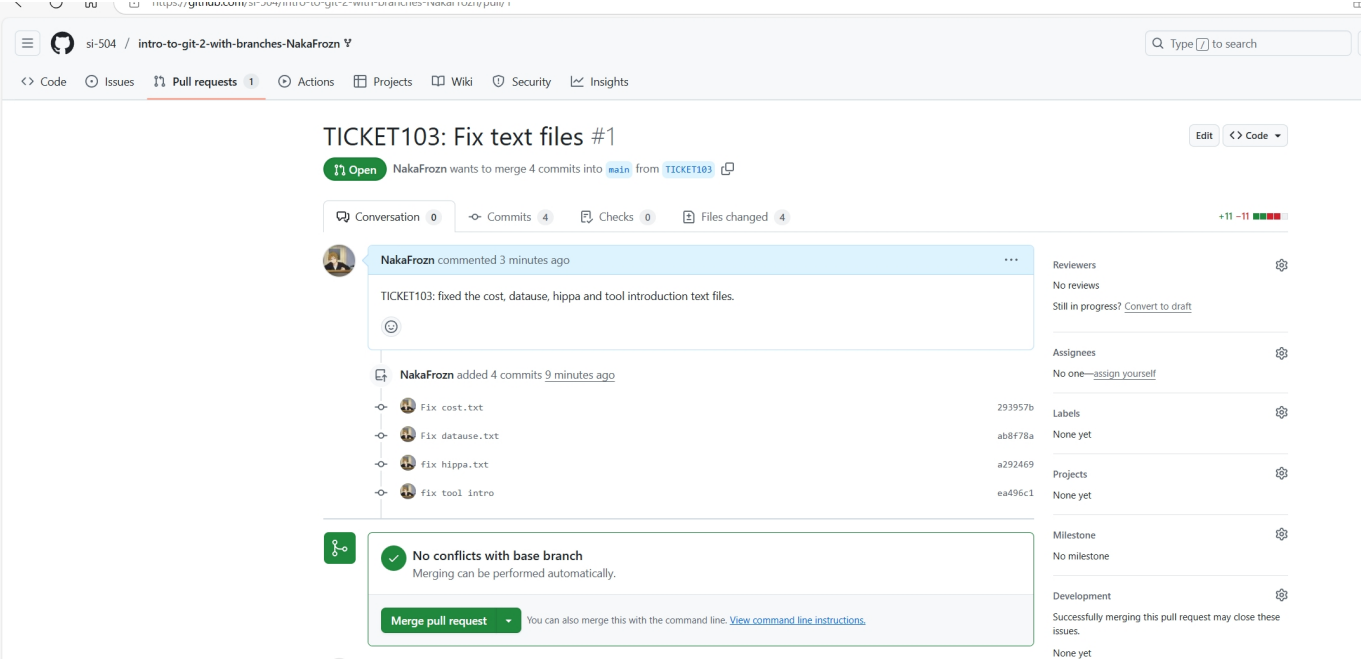 https://github.com/si-504/intro-to-git-2-with-branches-NakaFrozn/pull/1
si-504 / intro-to-git-2-with-branches-NakaFrozn
Type / to search
Code Issues Pull requests 1 Actions Projects Wiki Security Insights
TICKET103: Fix text files #1
Edit <> Code
Open NakaFrozn wants to merge 4 commits into main from TICKET103
Conversation 0 Commits 4 Checks 0 Files changed 4
+11 −11
NakaFrozn commented 3 minutes ago ...
TICKET103: fixed the cost, datause, hippa and tool introduction text files.
NakaFrozn added 4 commits 9 minutes ago
Fix cost.txt 293957b
Fix datause.txt ab8f78a
fix hippa.txt a292469
fix tool intro ea496c1
No conflicts with base branch
Merging can be performed automatically.
Merge pull request You can also merge this with the command line. View command line instructions.
Reviewers
No reviews
Still in progress? Convert to draft
Assignees
No one—assign yourself
Labels
None yet
Projects
None yet
Milestone
No milestone
Development
Successfully merging this pull request may close these
issues.
None yet